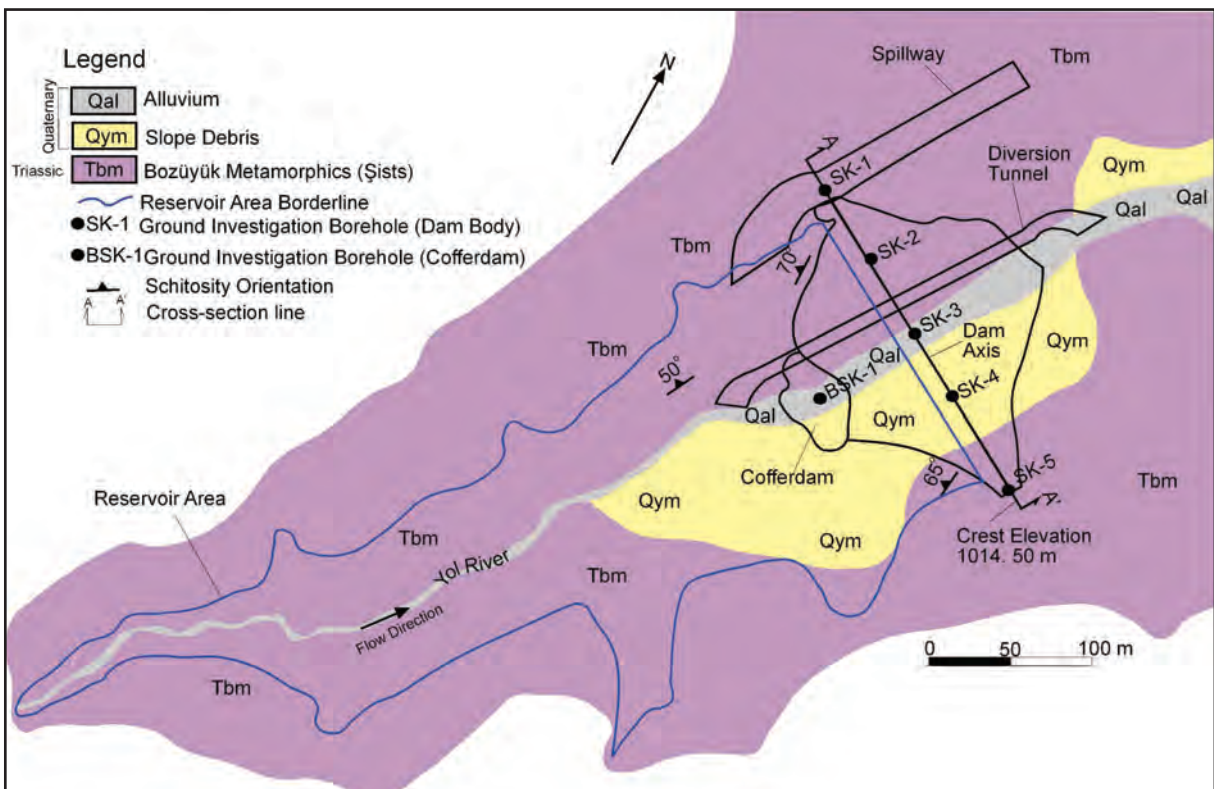 Legend
Quaternary
Qal Alluvium
Qym Slope Debris
Triassic Tbm Bozüyük Metamorphics (Şists)
Reservoir Area Borderline
SK-1 Ground Investigation Borehole (Dam Body)
BSK-1 Ground Investigation Borehole (Cofferdam)
Schitosity Orientation
A A' Cross-section line
N
Spillway
Tbm
A
SK-1
Diversion
Tunnel
Qym
Qal
Qal
Tbm
SK-2
70°
SK-3
Dam
Axis
Qym
Tbm
Qal
50°
BSK-1
SK-4
Qal
Qym
Cofferdam
65°
SK-5
A'
Tbm
Crest Elevation
1014. 50 m
Reservoir Area
Qym
Qym
Tbm
Yol River
Flow Direction
Tbm
Tbm
0 50 100 m